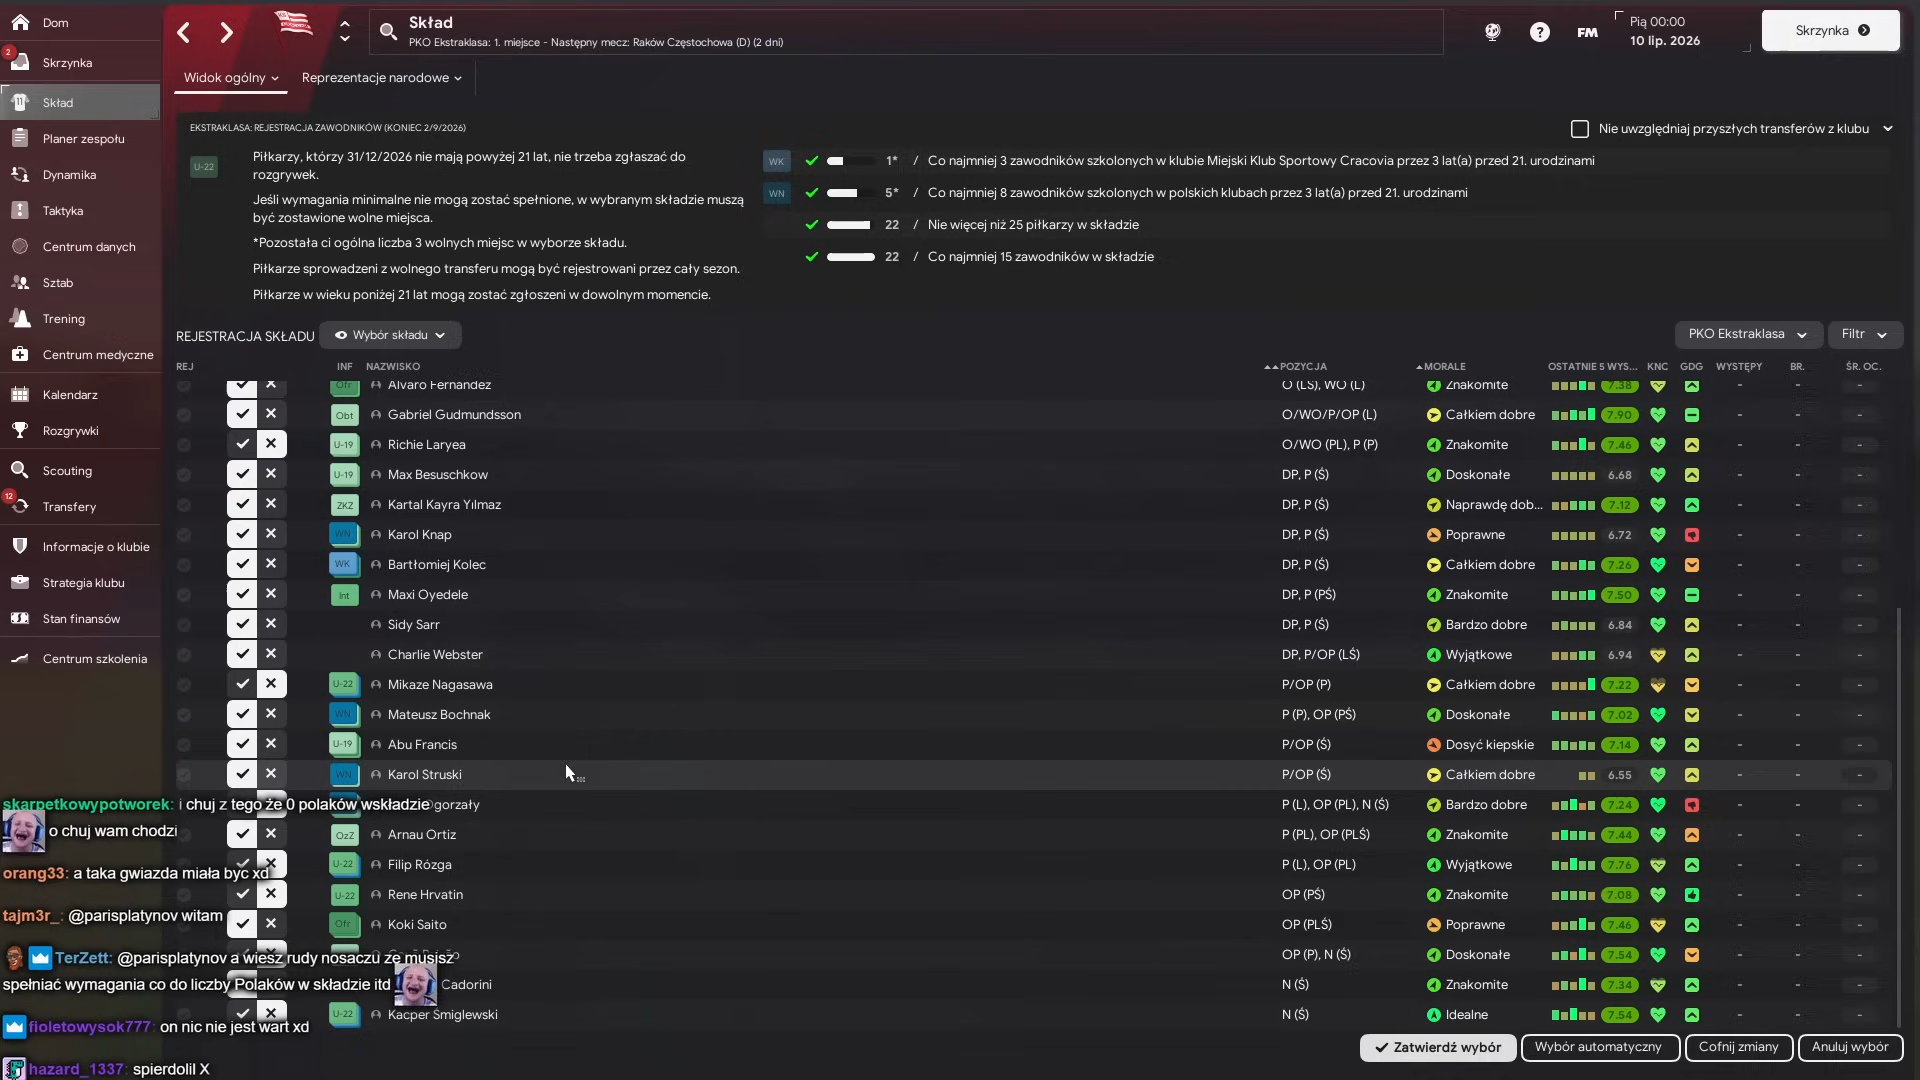 Dom
2
Skrzynka
Skład
Planer zespołu
Dynamika
Taktyka
Centrum danych
Sztab
Trening
Centrum medyczne
Kalendarz
Rozgrywki
Scouting
12
Transfery
Informacje o klubie
Strategia klubu
Stan finansów
Centrum szkolenia
Skład
PKO Ekstraklasa: 1. miejsce - Następny mecz: Raków Częstochowa (D) (2 dni)
?
FM
Pią 00:00
10 lip. 2026
Skrzynka
Widok ogólny
Reprezentacje narodowe
EKSTRAKLASA: REJESTRACJA ZAWODNIKÓW (KONIEC 2/9/2026)
Nie uwzględniaj przyszłych transferów z klubu
U-22
Piłkarzy, którzy 31/12/2026 nie mają powyżej 21 lat, nie trzeba zgłaszać do
rozgrywek.
Jeśli wymagania minimalne nie mogą zostać spełnione, w wybranym składzie muszą
być zostawione wolne miejsca.
*Pozostała ci ogólna liczba 3 wolnych miejsc w wyborze składu.
Piłkarze sprowadzeni z wolnego transferu mogą być rejestrowani przez cały sezon.
Piłkarze w wieku poniżej 21 lat mogą zostać zgłoszeni w dowolnym momencie.
WK 1* / Co najmniej 3 zawodników szkolonych w klubie Miejski Klub Sportowy Cracovia przez 3 lat(a) przed 21. urodzinami
WN 5* / Co najmniej 8 zawodników szkolonych w polskich klubach przez 3 lat(a) przed 21. urodzinami
22 / Nie więcej niż 25 piłkarzy w składzie
22 / Co najmniej 15 zawodników w składzie
REJESTRACJA SKŁADU
Wybór składu
PKO Ekstraklasa
Filtr
REJ INF NAZWISKO POZYCJA MORALE OSTATNIE 5 WYS... KNC GDG WYSTĘPY BR. ŚR. OC.
Ofr Álvaro Fernández O (LŚ), WO (L) Znakomite 7.38 - - -
Obt Gabriel Gudmundsson O/WO/P/OP (L) Całkiem dobre 7.90 - - -
U-19 Richie Laryea O/WO (PL), P (P) Znakomite 7.46 - - -
U-19 Max Besuschkow DP, P (Ś) Doskonałe 6.68 - - -
ZKZ Kartal Kayra Yılmaz DP, P (Ś) Naprawdę dob... 7.12 - - -
WN Karol Knap DP, P (Ś) Poprawne 6.72 - - -
WK Bartłomiej Kolec DP, P (Ś) Całkiem dobre 7.26 - - -
Int Maxi Oyedele DP, P (PŚ) Znakomite 7.50 - - -
Sidy Sarr DP, P (Ś) Bardzo dobre 6.84 - - -
Charlie Webster DP, P/OP (LŚ) Wyjątkowe 6.94 - - -
U-22 Mikaze Nagasawa P/OP (P) Całkiem dobre 7.22 - - -
WN Mateusz Bochnak P (P), OP (PŚ) Doskonałe 7.02 - - -
U-19 Abu Francis P/OP (Ś) Dosyć kiepskie 7.14 - - -
WN Karol Struski P/OP (Ś) Całkiem dobre 6.55 - - -
Ogorzały P (L), OP (PL), N (Ś) Bardzo dobre 7.24 - - -
OzZ Arnau Ortiz P (PL), OP (PLŚ) Znakomite 7.44 - - -
U-22 Filip Rózga P (L), OP (PL) Wyjątkowe 7.76 - - -
U-22 Rene Hrvatin OP (PŚ) Znakomite 7.08 - - -
Ofr Koki Saito OP (PLŚ) Poprawne 7.46 - - -
OP (P), N (Ś) Doskonałe 7.54 - - -
Cadorini N (Ś) Znakomite 7.34 - - -
U-22 Kacper Śmiglewski N (Ś) Idealne 7.54 - - -
Zatwierdź wybór
Wybór automatyczny
Cofnij zmiany
Anuluj wybór
skarpetkowypotworek: i chuj z tego że 0 polaków wskładzie
o chuj wam chodzi
orang33: a taka gwiazda miała być xd
tajm3r_: @parisplatynov witam
TerZett: @parisplatynov a wiesz rudy nosaczu ze musisz
spełniać wymagania co do liczby Polaków w składzie itd
fioletowysok777: on nic nie jest wart xd
hazard_1337: spierdolil X